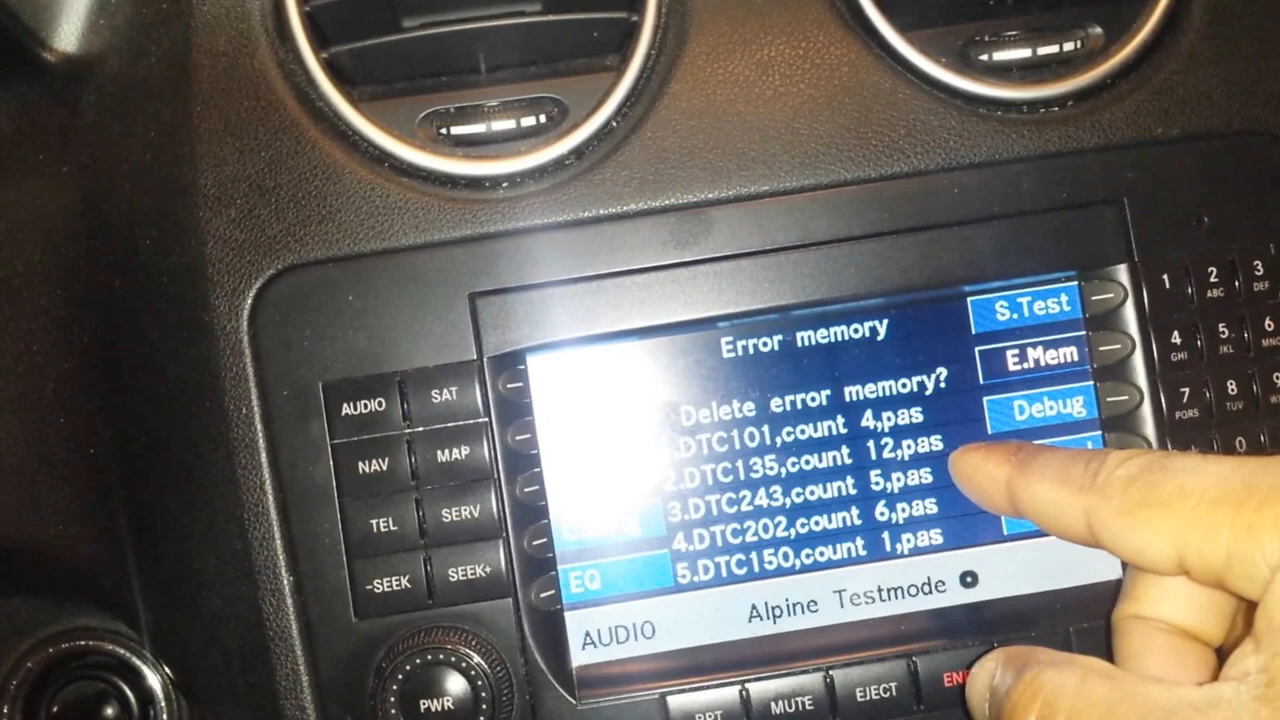 Error memory
S.Test
E.Mem
Debug
Delete error memory?
.DTC101,count 4,pas
2.DTC135,count 12,pas
3.DTC243,count 5,pas
4.DTC202,count 6,pas
5.DTC150,count 1,pas
EQ
AUDIO
Alpine Testmode
AUDIO
SAT
NAV
MAP
TEL
SERV
-SEEK
SEEK+
PWR
MUTE
EJECT
1
2 ABC
3 DEF
4 GHI
5 JKL
6
7 PQRS
8 TUV
9
0